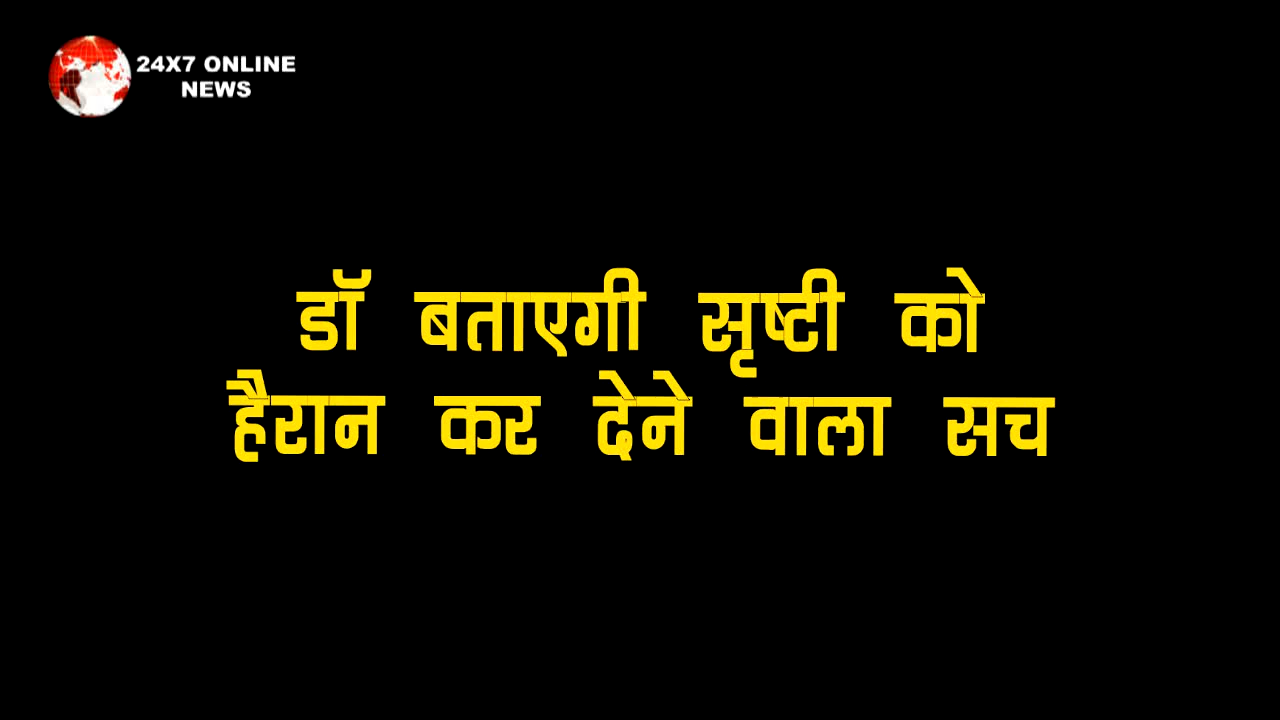 24X7 ONLINE
NEWS
डॉ बताएगी सृष्टी को
हैरान कर देने वाला सच